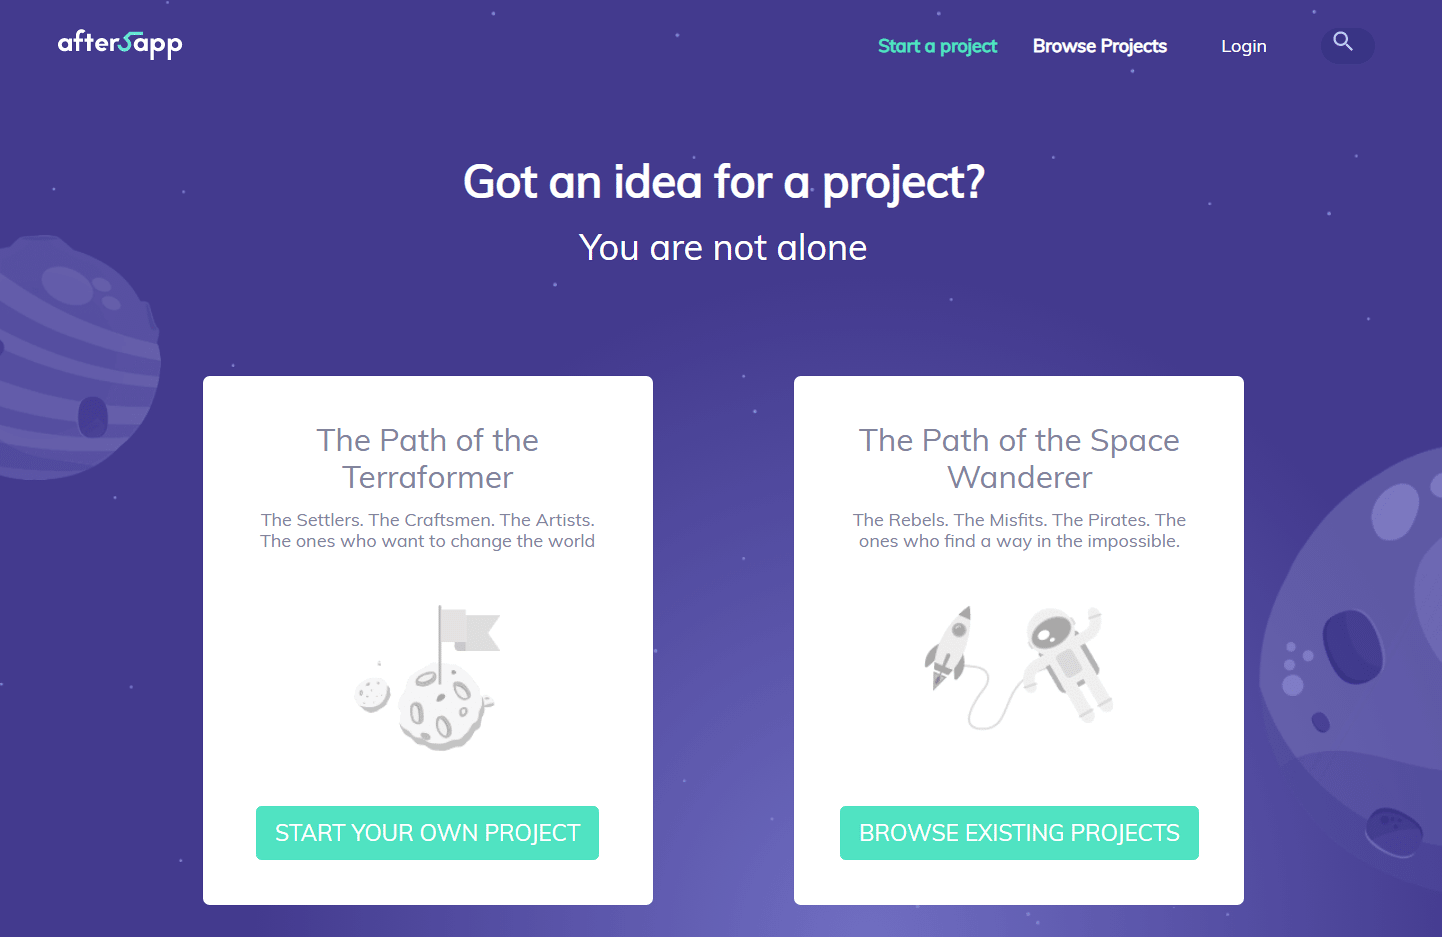 after5app
Start a project
Browse Projects
Login
Got an idea for a project?
You are not alone
The Path of the
Terraformer
The Settlers. The Craftsmen. The Artists.
The ones who want to change the world
START YOUR OWN PROJECT
The Path of the Space
Wanderer
The Rebels. The Misfits. The Pirates. The
ones who find a way in the impossible.
BROWSE EXISTING PROJECTS